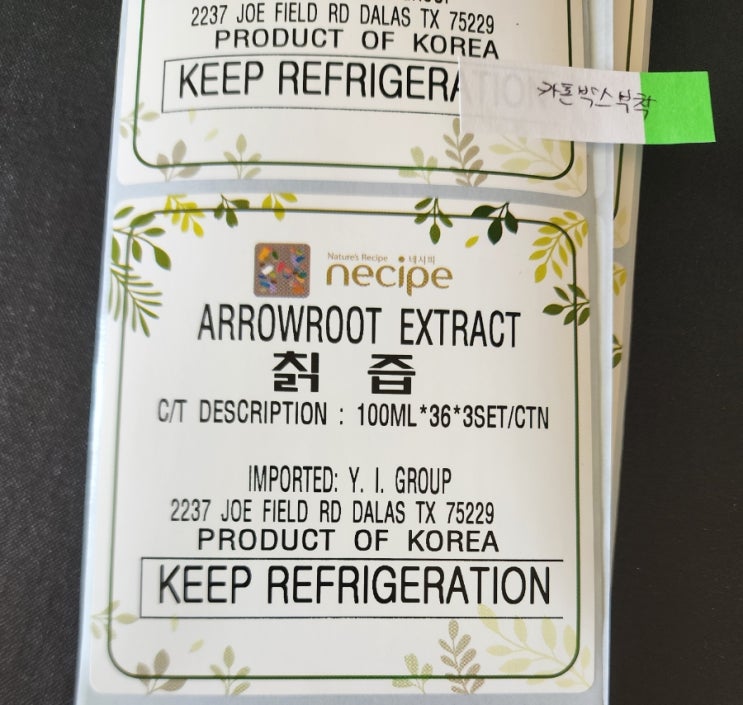 2237 JOE FIELD RD DALAS TX 75229
PRODUCT OF KOREA
KEEP REFRIGERATION
카톤박스부착
Nature's Recipe 네시피
necipe
ARROWROOT EXTRACT
칡 즙
C/T DESCRIPTION : 100ML*36*3SET/CTN
IMPORTED: Y. I. GROUP
2237 JOE FIELD RD DALAS TX 75229
PRODUCT OF KOREA
KEEP REFRIGERATION